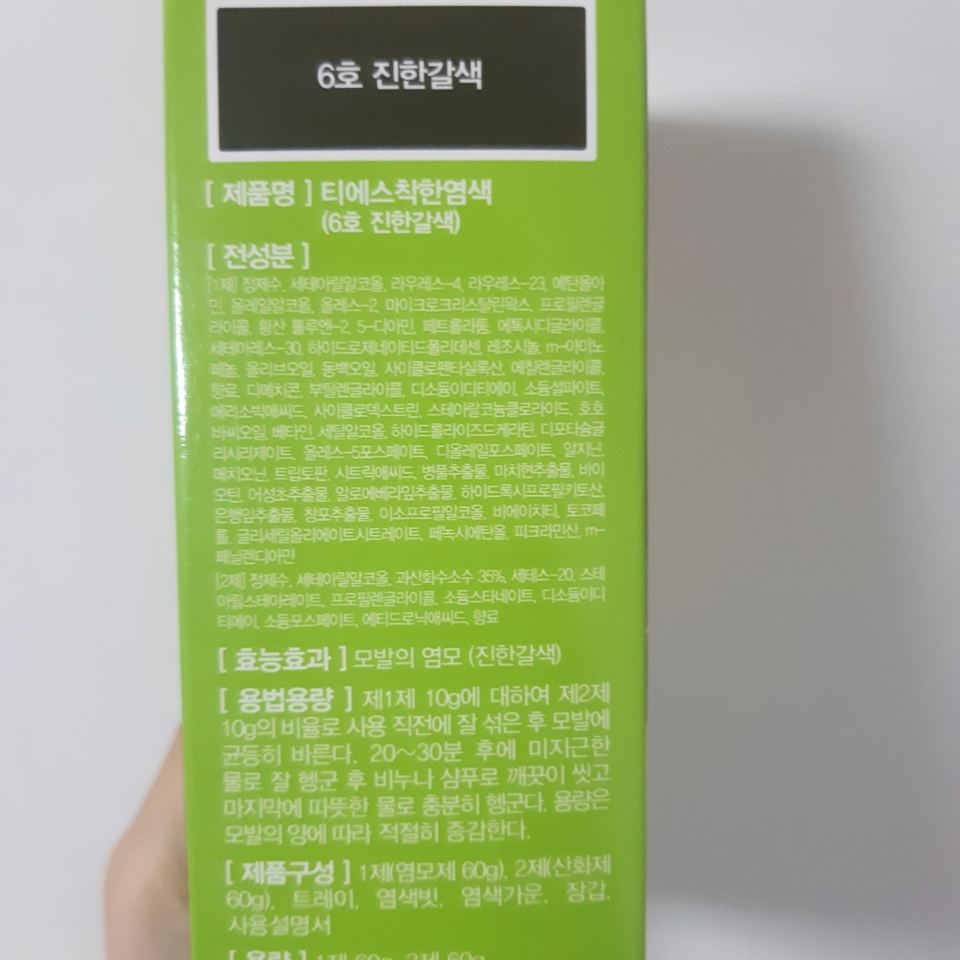 6호 진한갈색
[ 제품명 ] 티에스착한염색
(6호 진한갈색)
[ 전성분 ]
[1제] 정제수, 세테아릴알코올, 리우레스-4, 라우레스-23, 에탄올아
민, 올레일알코올, 올레스-2, 마이크로크리스탈린왁스, 프로필렌글
라이콜, 황산 톨루엔-2, 5-디아민, 페트롤라툼, 에톡시디글라이콜,
세테아레스-30, 하이드로제네이티드폴리데센, 레조시놀, m-아미노
페놀, 올리브오일, 동백오일, 사이클로펜타실록산, 에칠렌글라이콜,
향료, 디메치콘, 부틸렌글라이콜, 디소듐이디티에이, 소듐설파이트,
에리소빅애씨드, 사이클로덱스트린, 스테아랄코늄클로라이드, 호호
바씨오일, 베타인, 세틸알코올, 하이드롤라이즈드케라틴, 디포타슘글
리시리제이트, 올레스-5포스페이트, 디올레일포스페이트, 알지닌,
메치오닌, 트립토판, 시트릭애씨드, 병풀추출물, 마치현추출물, 바이
오틴, 어성초추출물, 알로에베라잎추출물, 하이드록시프로필키토산,
은행잎추출물, 창포추출물, 이소프로필알코올, 비에이치티, 토코페
롤, 글리세릴올리에이트시트레이트, 페녹시에탄올, 피크라민산, m-
페닐렌디아민
[2제] 정제수, 세테아릴알코올, 과산화수소수 35%, 세테스-20, 스테
아릴스테아레이트, 프로필렌글라이콜, 소듐스타네이트, 디소듐이디
티에이, 소듐포스페이트, 에티드로닉애씨드, 향료
[ 효능효과 ] 모발의 염모 (진한갈색)
[ 용법용량 ] 제1제 10g에 대하여 제2제
10g의 비율로 사용 직전에 잘 섞은 후 모발에
균등히 바른다. 20~30분 후에 미지근한
물로 잘 헹군 후 비누나 샴푸로 깨끗이 씻고
마지막에 따뜻한 물로 충분히 헹군다. 용량은
모발의 양에 따라 적절히 증감한다.
[ 제품구성 ] 1제(염모제 60g), 2제(산화제
60g), 트레이, 염색빗, 염색가운, 장갑,
사용설명서
[ 용량 ] 1제 60g, 2제 60g